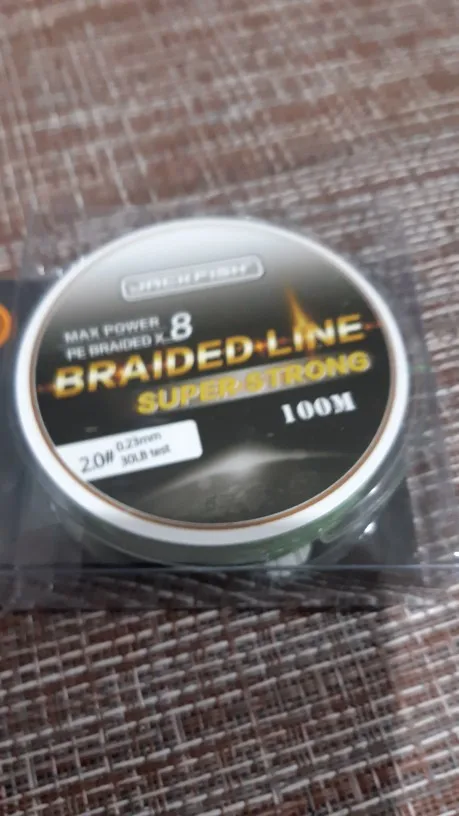 JACKFISH
MAX POWER
PE BRAIDED X 8
BRAIDED LINE
SUPER STRONG
100M
2.0# 0.23mm
30LB test